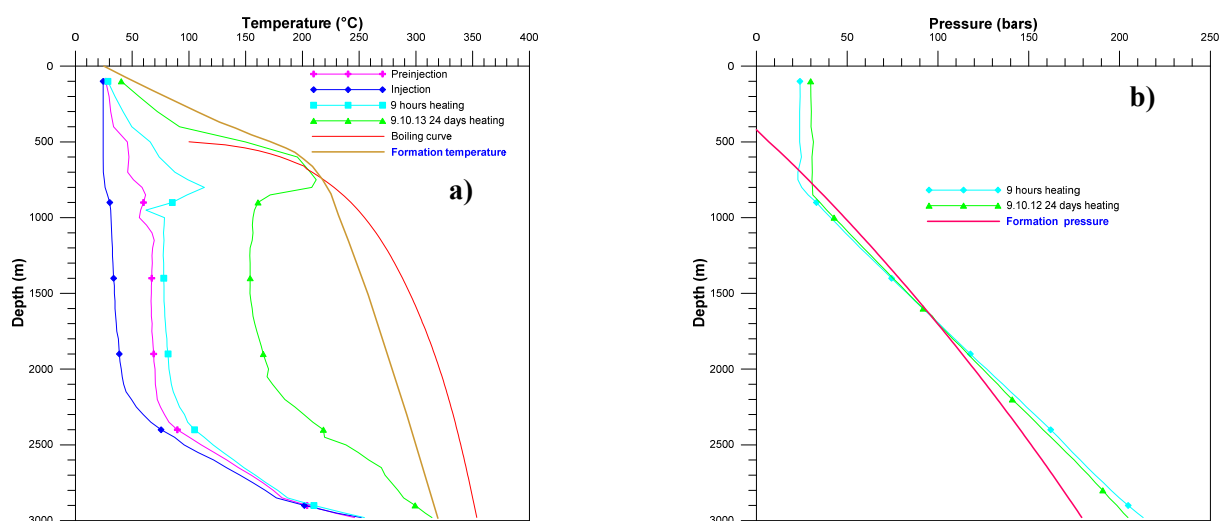 Temperature (°C)
0 50 100 150 200 250 300 350 400
0
500
1000
1500
2000
2500
3000
Depth (m)
Preinjection
Injection
9 hours heating
9.10.13 24 days heating
Boiling curve
Formation temperature
a)
Pressure (bars)
0 50 100 150 200 250
0
500
1000
1500
2000
2500
3000
Depth (m)
b)
9 hours heating
9.10.12 24 days heating
Formation pressure